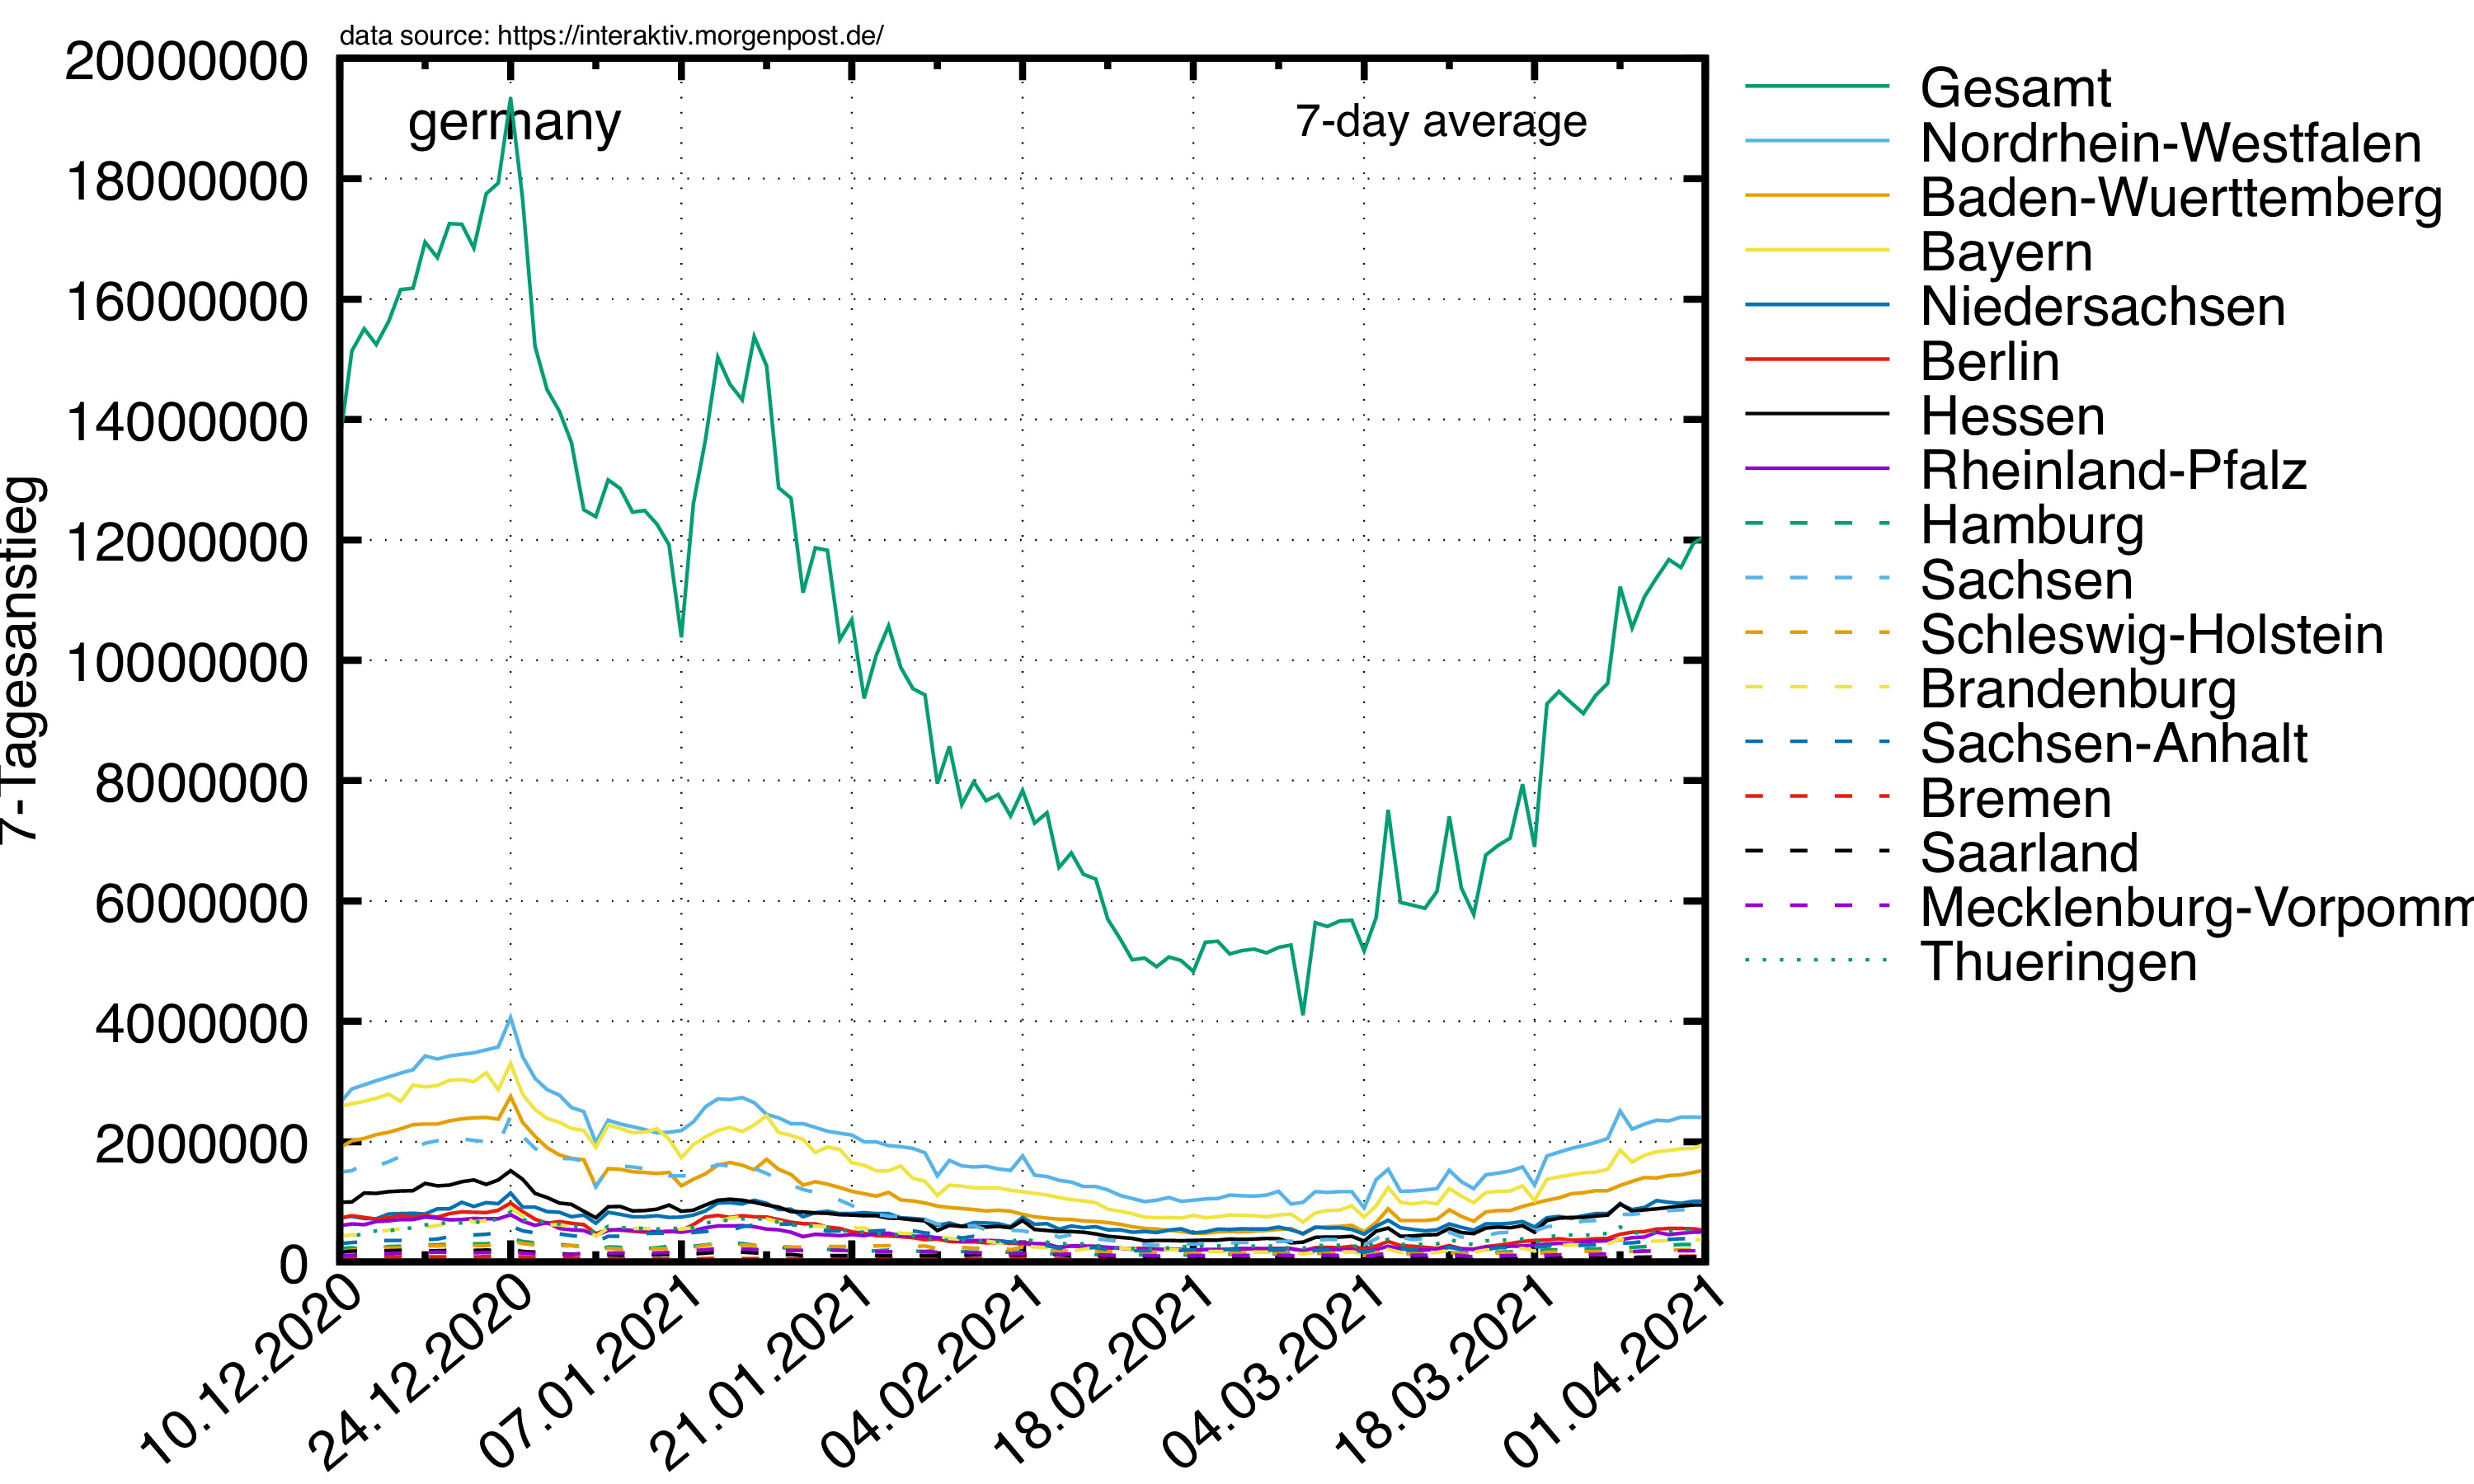 data source: https://interaktiv.morgenpost.de/
germany
7-day average
7-Tagesanstieg
20000000
18000000
16000000
14000000
12000000
10000000
8000000
6000000
4000000
2000000
0
10.12.2020
24.12.2020
07.01.2021
21.01.2021
04.02.2021
18.02.2021
04.03.2021
18.03.2021
01.04.2021
Gesamt
Nordrhein-Westfalen
Baden-Wuerttemberg
Bayern
Niedersachsen
Berlin
Hessen
Rheinland-Pfalz
Hamburg
Sachsen
Schleswig-Holstein
Brandenburg
Sachsen-Anhalt
Bremen
Saarland
Mecklenburg-Vorpomm
Thueringen